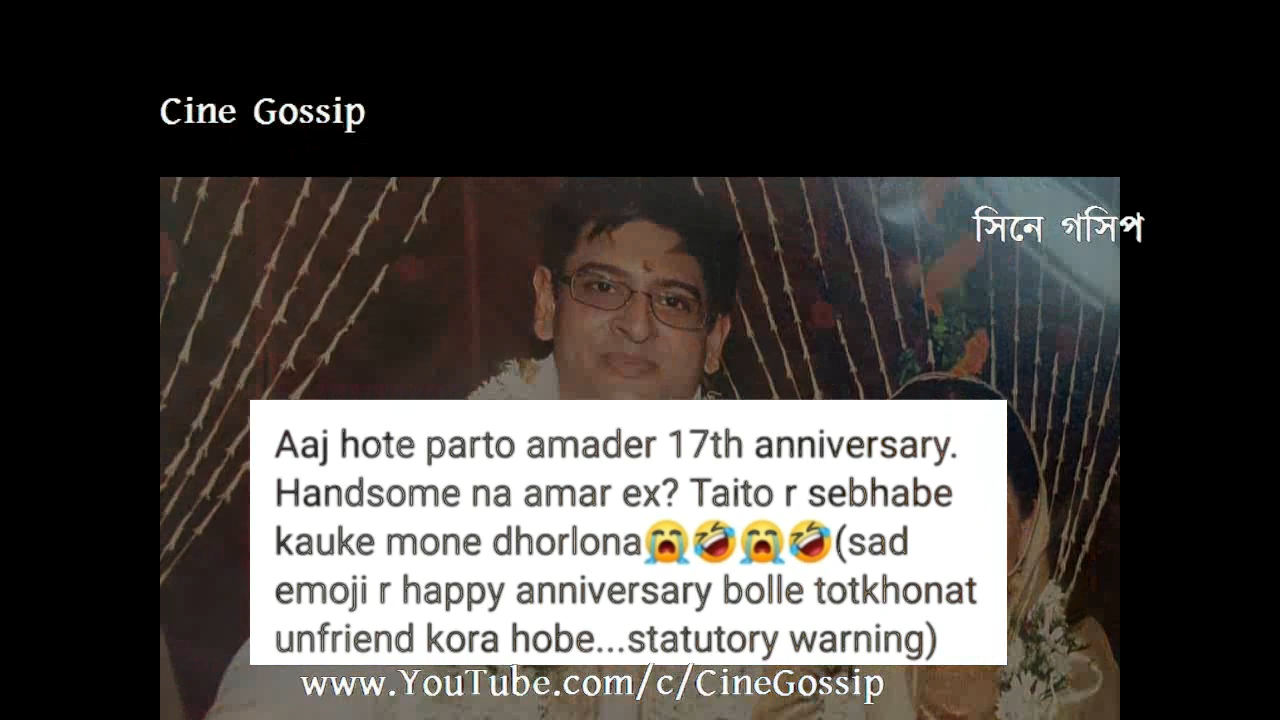 Cine Gossip
সিনে গসিপ
Aaj hote parto amader 17th anniversary.
Handsome na amar ex? Taito r sebhabe
kauke mone dhorlona😭🤣😭🤣(sad
emoji r happy anniversary bolle totkhonat
unfriend kora hobe...statutory warning)
www.YouTube.com/c/CineGossip